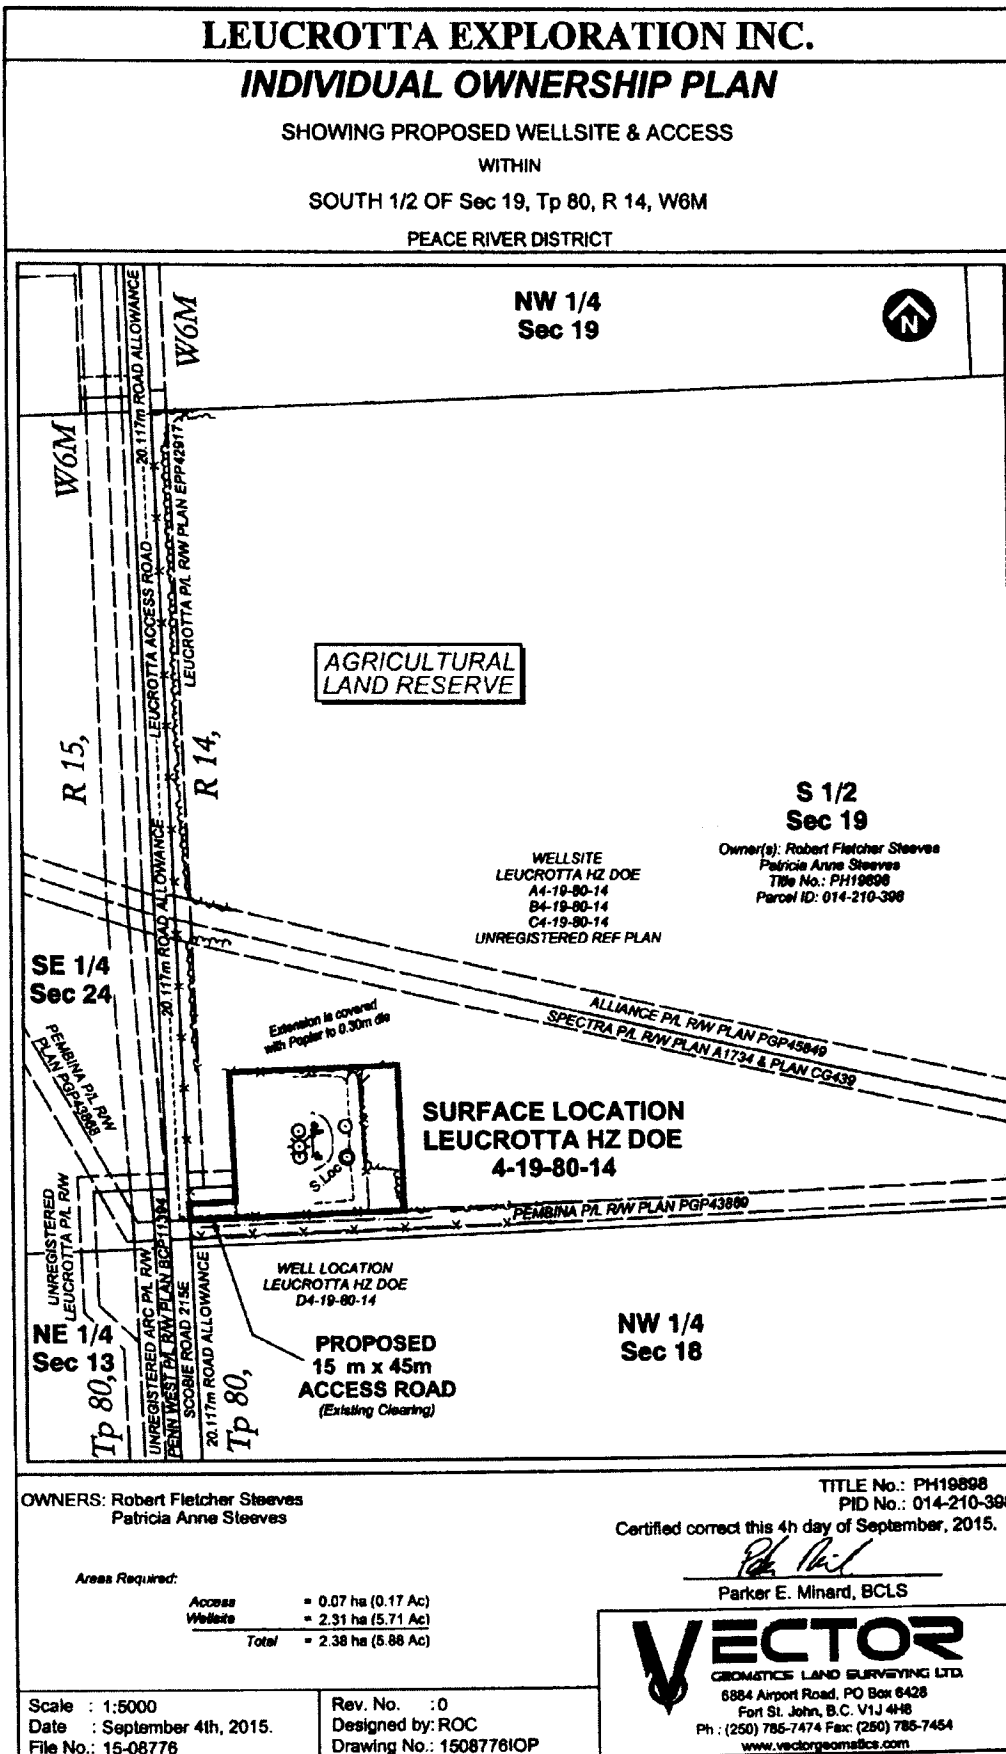 LEUCROTTA EXPLORATION INC.
INDIVIDUAL OWNERSHIP PLAN
SHOWING PROPOSED WELLSITE & ACCESS
WITHIN
SOUTH 1/2 OF Sec 19, Tp 80, R 14, W6M
PEACE RIVER DISTRICT
NW 1/4
Sec 19
N
W6M
W6M
20.117m ROAD ALLOWANCE
LEUCROTTA ACCESS ROAD
LEUCROTTA P/L R/W PLAN EPP42917
20.117m ROAD ALLOWANCE
R 15,
R 14,
AGRICULTURAL
LAND RESERVE
S 1/2
Sec 19
Owner(s): Robert Fletcher Steeves
Patricia Anne Steeves
Title No.: PH19898
Parcel ID: 014-210-398
WELLSITE
LEUCROTTA HZ DOE
A4-19-80-14
B4-19-80-14
C4-19-80-14
UNREGISTERED REF PLAN
SE 1/4
Sec 24
ALLIANCE P/L R/W PLAN PGP45849
SPECTRA P/L R/W PLAN A1734 & PLAN CG439
Extension is covered
with Poplar to 0.30m dia
PEMBINA P/L R/W
PLAN PGP43868
SURFACE LOCATION
LEUCROTTA HZ DOE
4-19-80-14
S.Loc
PEMBINA P/L R/W PLAN PGP43869
UNREGISTERED
LEUCROTTA P/L R/W
WELL LOCATION
LEUCROTTA HZ DOE
D4-19-80-14
NE 1/4
Sec 13
UNREGISTERED ARC P/L R/W
PENN WEST P/L R/W PLAN BCP11394
SCOBIE ROAD 215E
20.117m ROAD ALLOWANCE
Tp 80,
Tp 80,
PROPOSED
15 m x 45m
ACCESS ROAD
(Existing Clearing)
NW 1/4
Sec 18
OWNERS: Robert Fletcher Steeves
Patricia Anne Steeves
TITLE No.: PH19898
PID No.: 014-210-398
Certified correct this 4h day of September, 2015.
Parker E. Minard, BCLS
Areas Required:
Access = 0.07 ha (0.17 Ac)
Wellsite = 2.31 ha (5.71 Ac)
Total = 2.38 ha (5.88 Ac)
VECTOR
GEOMATICS LAND SURVEYING LTD.
6884 Airport Road, PO Box 6428
Fort St. John, B.C. V1J 4H8
Ph : (250) 785-7474 Fax: (250) 785-7454
www.vectorgeomatics.com
Scale : 1:5000
Date : September 4th, 2015.
File No.: 15-08776
Rev. No. :0
Designed by: ROC
Drawing No.: 1508776IOP